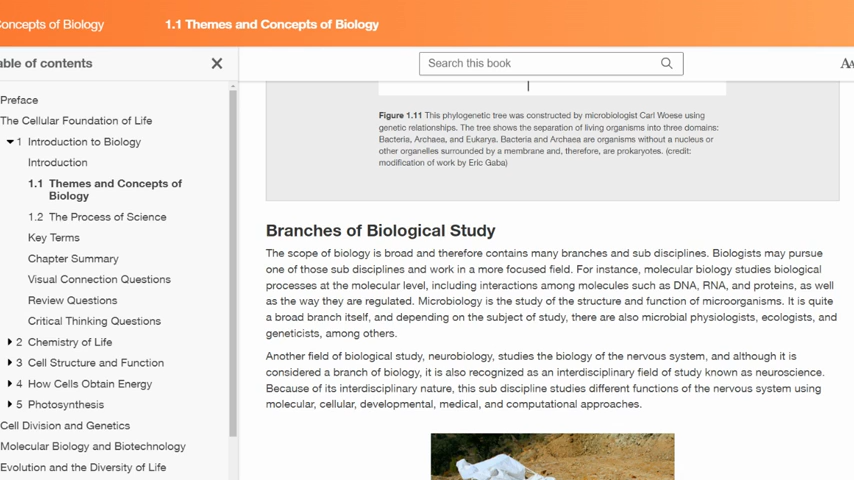 oncepts of Biology
1.1 Themes and Concepts of Biology
able of contents
Search this book
Preface
The Cellular Foundation of Life
1 Introduction to Biology
Introduction
1.1 Themes and Concepts of
Biology
1.2 The Process of Science
Key Terms
Chapter Summary
Visual Connection Questions
Review Questions
Critical Thinking Questions
2 Chemistry of Life
3 Cell Structure and Function
4 How Cells Obtain Energy
5 Photosynthesis
Cell Division and Genetics
Molecular Biology and Biotechnology
Evolution and the Diversity of Life
Figure 1.11 This phylogenetic tree was constructed by microbiologist Carl Woese using
genetic relationships. The tree shows the separation of living organisms into three domains:
Bacteria, Archaea, and Eukarya. Bacteria and Archaea are organisms without a nucleus or
other organelles surrounded by a membrane and, therefore, are prokaryotes. (credit:
modification of work by Eric Gaba)
Branches of Biological Study
The scope of biology is broad and therefore contains many branches and sub disciplines. Biologists may pursue
one of those sub disciplines and work in a more focused field. For instance, molecular biology studies biological
processes at the molecular level, including interactions among molecules such as DNA, RNA, and proteins, as well
as the way they are regulated. Microbiology is the study of the structure and function of microorganisms. It is quite
a broad branch itself, and depending on the subject of study, there are also microbial physiologists, ecologists, and
geneticists, among others.
Another field of biological study, neurobiology, studies the biology of the nervous system, and although it is
considered a branch of biology, it is also recognized as an interdisciplinary field of study known as neuroscience.
Because of its interdisciplinary nature, this sub discipline studies different functions of the nervous system using
molecular, cellular, developmental, medical, and computational approaches.